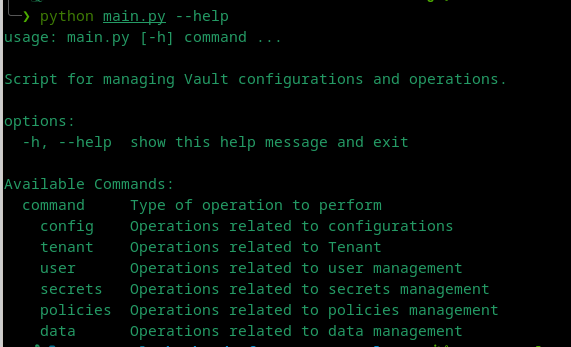 ❯ python main.py --help
usage: main.py [-h] command ...
Script for managing Vault configurations and operations.
options:
-h, --help  show this help message and exit
Available Commands:
command     Type of operation to perform
config    Operations related to configurations
tenant    Operations related to Tenant
user      Operations related to user management
secrets   Operations related to secrets management
policies  Operations related to policies management
data      Operations related to data management